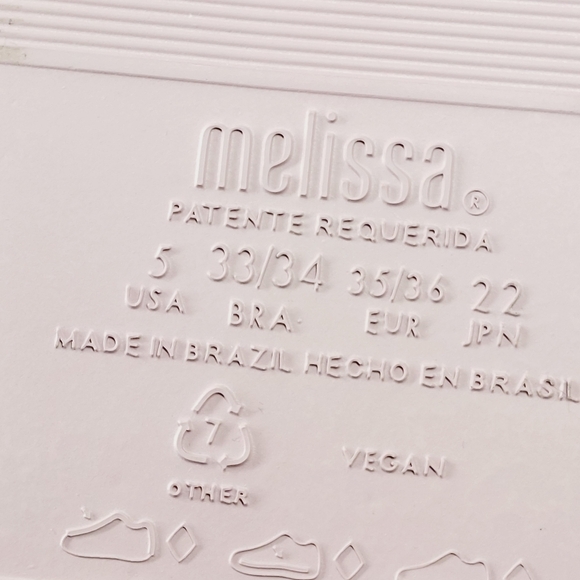 melissa®
PATENTE REQUERIDA
5 33/34 35/36 22
USA BRA. EUR JPN
MADE IN BRAZIL HECHO EN BRASIL
7
VEGAN
OTHER